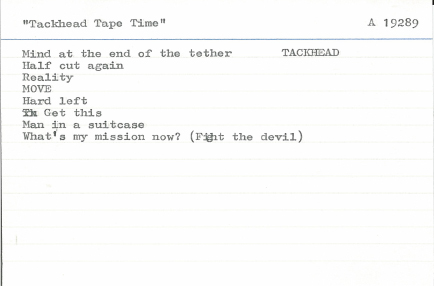 "Tackhead Tape Time" A 19289
Mind at the end of the tether TACKHEAD
Half cut again
Reality
MOVE
Hard left
Get this
Man in a suitcase
What's my mission now? (Fight the devil)